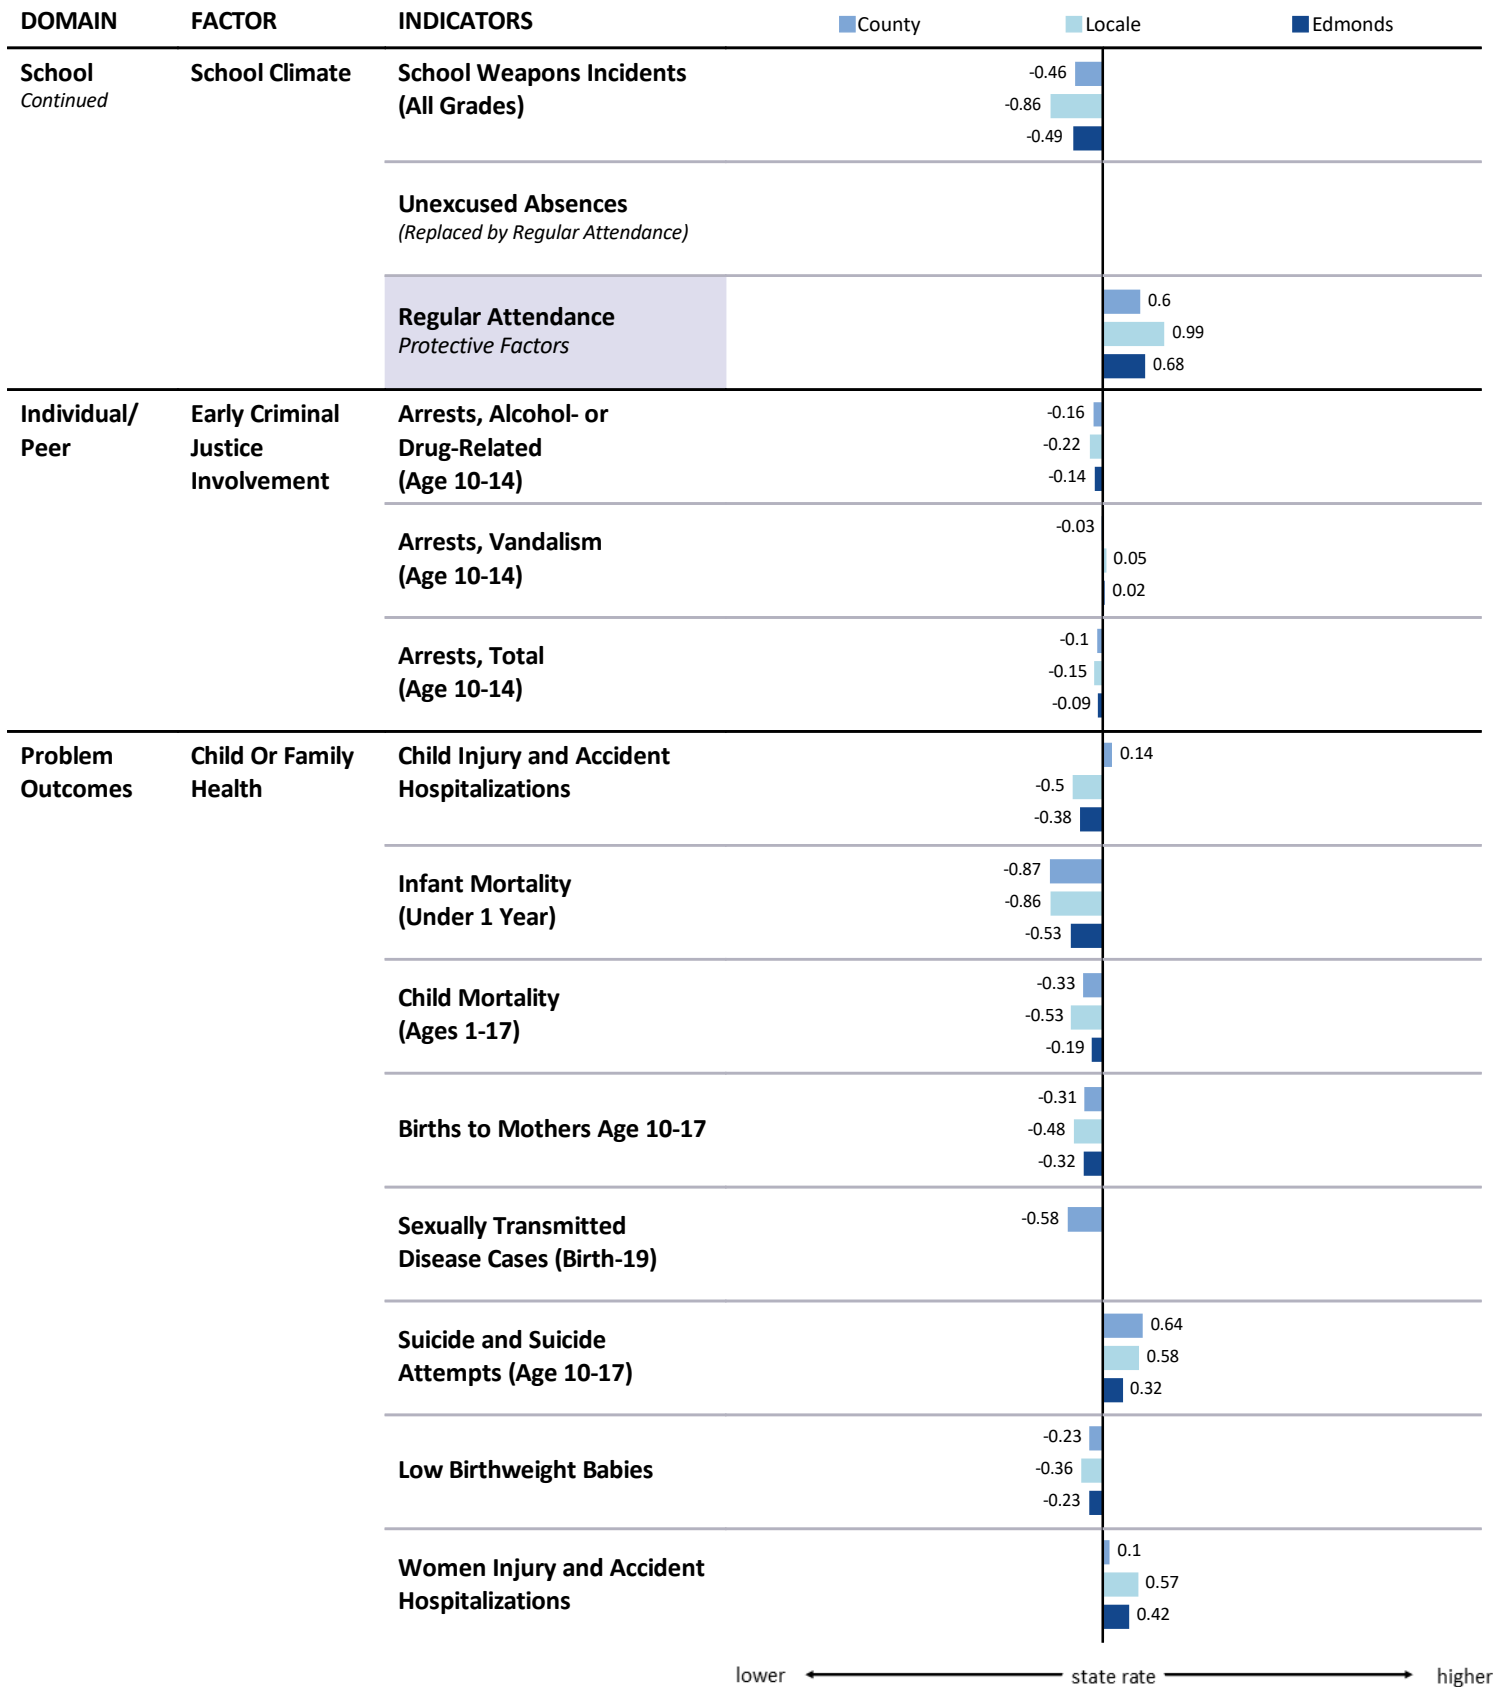 DOMAIN FACTOR INDICATORS County Locale Edmonds
School School Climate School Weapons Incidents
Continued (All Grades)
-0.46
-0.86
-0.49
Unexcused Absences
(Replaced by Regular Attendance)
Regular Attendance
Protective Factors
0.6
0.99
0.68
Individual/ Early Criminal Arrests, Alcohol- or
Peer Justice Drug-Related
Involvement (Age 10-14)
-0.16
-0.22
-0.14
Arrests, Vandalism
(Age 10-14)
-0.03
0.05
0.02
Arrests, Total
(Age 10-14)
-0.1
-0.15
-0.09
Problem Child Or Family Child Injury and Accident
Outcomes Health Hospitalizations
0.14
-0.5
-0.38
Infant Mortality
(Under 1 Year)
-0.87
-0.86
-0.53
Child Mortality
(Ages 1-17)
-0.33
-0.53
-0.19
Births to Mothers Age 10-17
-0.31
-0.48
-0.32
Sexually Transmitted
Disease Cases (Birth-19)
-0.58
Suicide and Suicide
Attempts (Age 10-17)
0.64
0.58
0.32
Low Birthweight Babies
-0.23
-0.36
-0.23
Women Injury and Accident
Hospitalizations
0.1
0.57
0.42
lower state rate higher